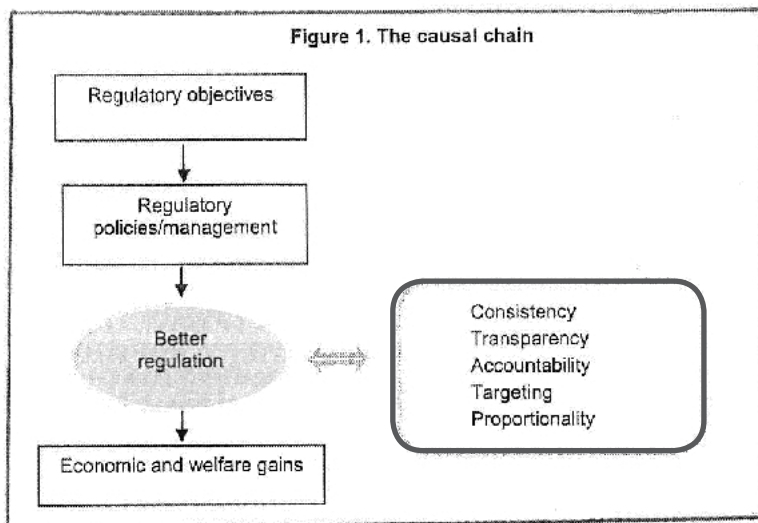 Figure 1. The causal chain
Regulatory objectives
Regulatory
policies/management
Better
regulation
Consistency
Transparency
Accountability
Targeting
Proportionality
Economic and welfare gains